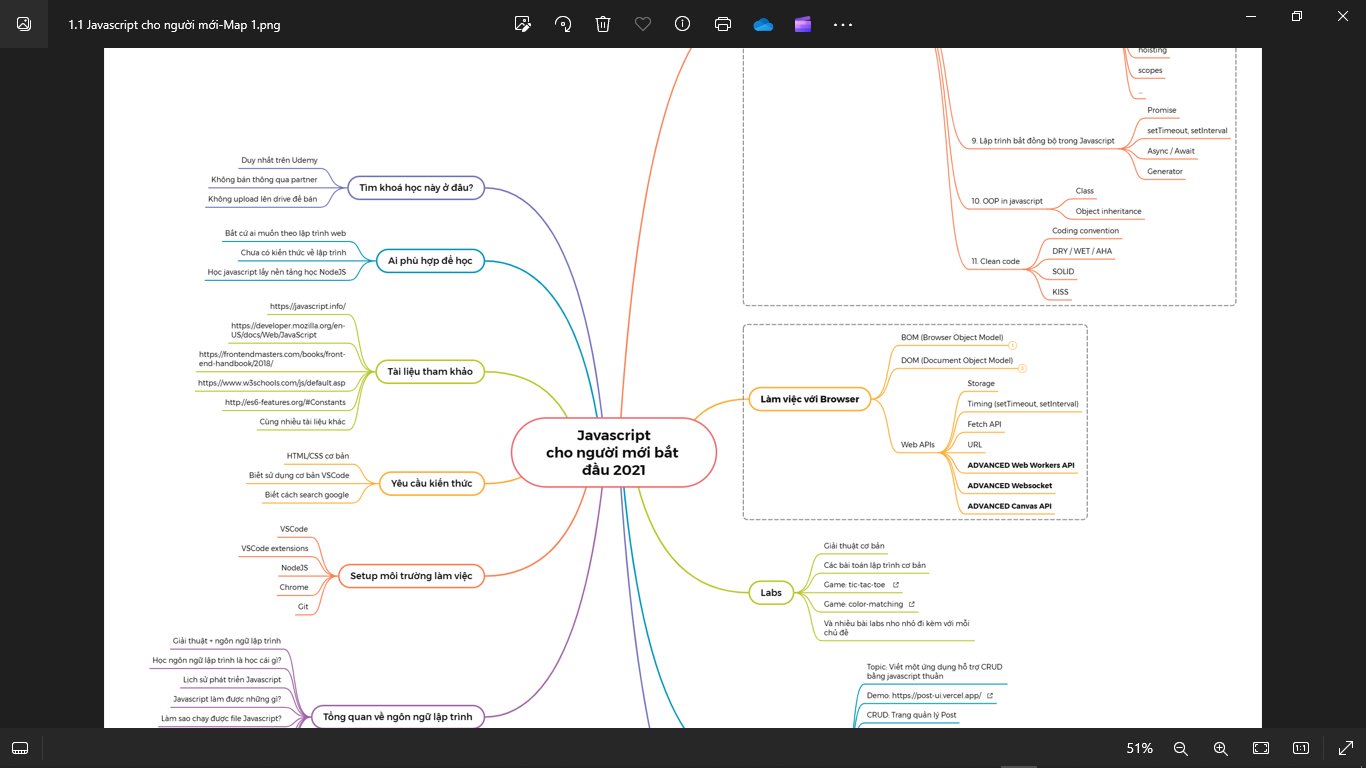 1.1 Javascript cho người mới-Map 1.png
hoisting
scopes
...
Promise
setTimeout, setInterval
9. Lập trình bất đồng bộ trong Javascript
Async / Await
Generator
Class
10. OOP in javascript
Object inheritance
Coding convention
DRY / WET / AHA
11. Clean code
SOLID
KISS
Duy nhất trên Udemy
Không bán thông qua partner
Không upload lên drive để bán
Tìm khoá học này ở đâu?
Bất cứ ai muốn theo lập trình web
Chưa có kiến thức về lập trình
Học javascript lấy nền tảng học NodeJS
Ai phù hợp để học
https://javascript.info/
https://developer.mozilla.org/en-
US/docs/Web/JavaScript
https://frontendmasters.com/books/front-
end-handbook/2018/
https://www.w3schools.com/js/default.asp
http://es6-features.org/#Constants
Cùng nhiều tài liệu khác
Tài liệu tham khảo
HTML/CSS cơ bản
Biết sử dụng cơ bản VSCode
Biết cách search google
Yêu cầu kiến thức
VSCode
VSCode extensions
NodeJS
Chrome
Git
Setup môi trường làm việc
Giải thuật + ngôn ngữ lập trình
Học ngôn ngữ lập trình là học cái gì?
Lịch sử phát triển Javascript
Javascript làm được những gì?
Làm sao chạy được file Javascript?
Tổng quan về ngôn ngữ lập trình
Javascript
cho người mới bắt
đầu 2021
Làm việc với Browser
BOM (Browser Object Model)
DOM (Document Object Model)
Web APIs
Storage
Timing (setTimeout, setInterval)
Fetch API
URL
ADVANCED Web Workers API
ADVANCED Websocket
ADVANCED Canvas API
Labs
Giải thuật cơ bản
Các bài toán lập trình cơ bản
Game: tic-tac-toe
Game: color-matching
Và nhiều bài labs nho nhỏ đi kèm với mỗi
chủ đề
Topic: Viết một ứng dụng hỗ trợ CRUD
bằng javascript thuần
Demo: https://post-ui.vercel.app/
CRUD: Trang quản lý Post
51%
1:1